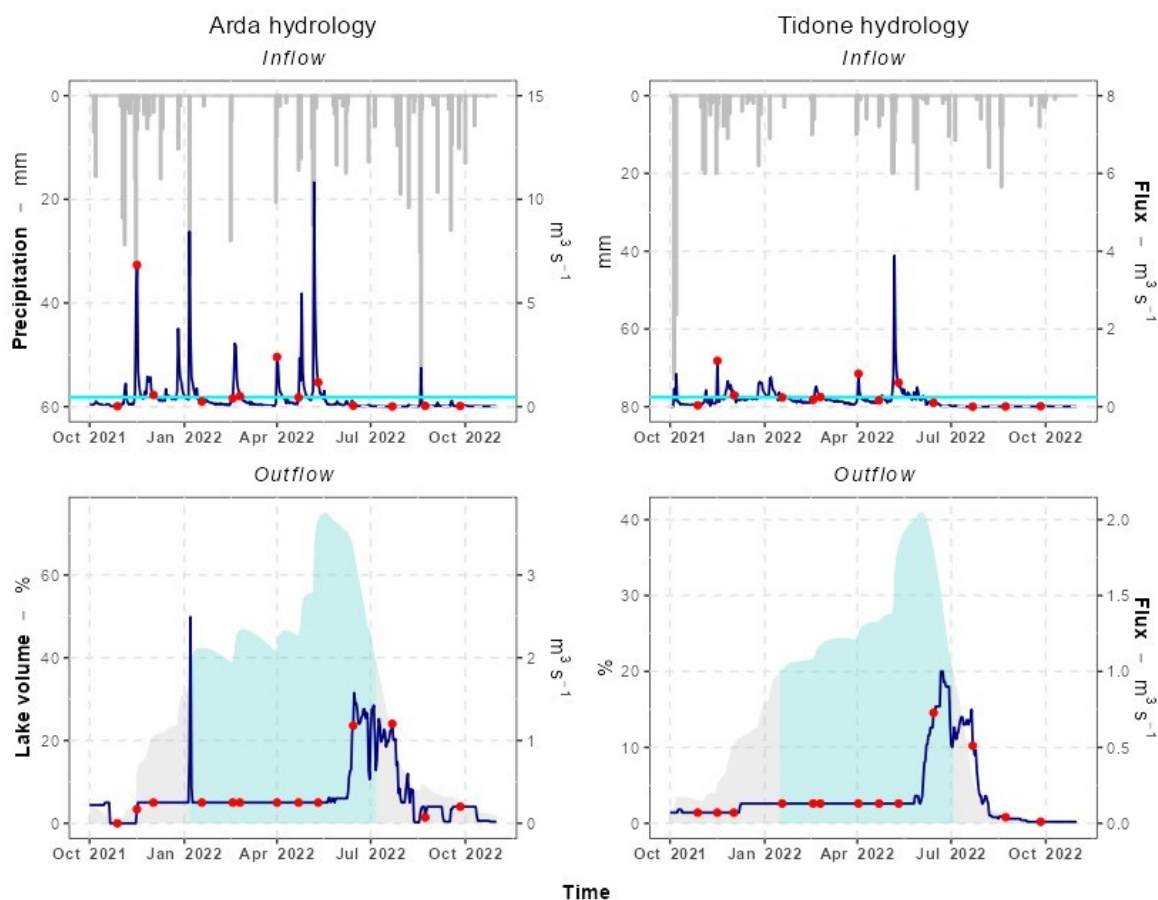 Arda hydrology
Tidone hydrology
Inflow
Inflow
0
20
40
60
Precipitation – mm
15
10
5
0
m³ s⁻¹
0
20
40
60
80
mm
8
6
4
2
0
Flux – m³ s⁻¹
Oct 2021 Jan 2022 Apr 2022 Jul 2022 Oct 2022
Oct 2021 Jan 2022 Apr 2022 Jul 2022 Oct 2022
Outflow
Outflow
60
40
20
0
Lake volume – %
3
2
1
0
m³ s⁻¹
40
30
20
10
0
%
2.0
1.5
1.0
0.5
0.0
Flux – m³ s⁻¹
Oct 2021 Jan 2022 Apr 2022 Jul 2022 Oct 2022
Oct 2021 Jan 2022 Apr 2022 Jul 2022 Oct 2022
Time